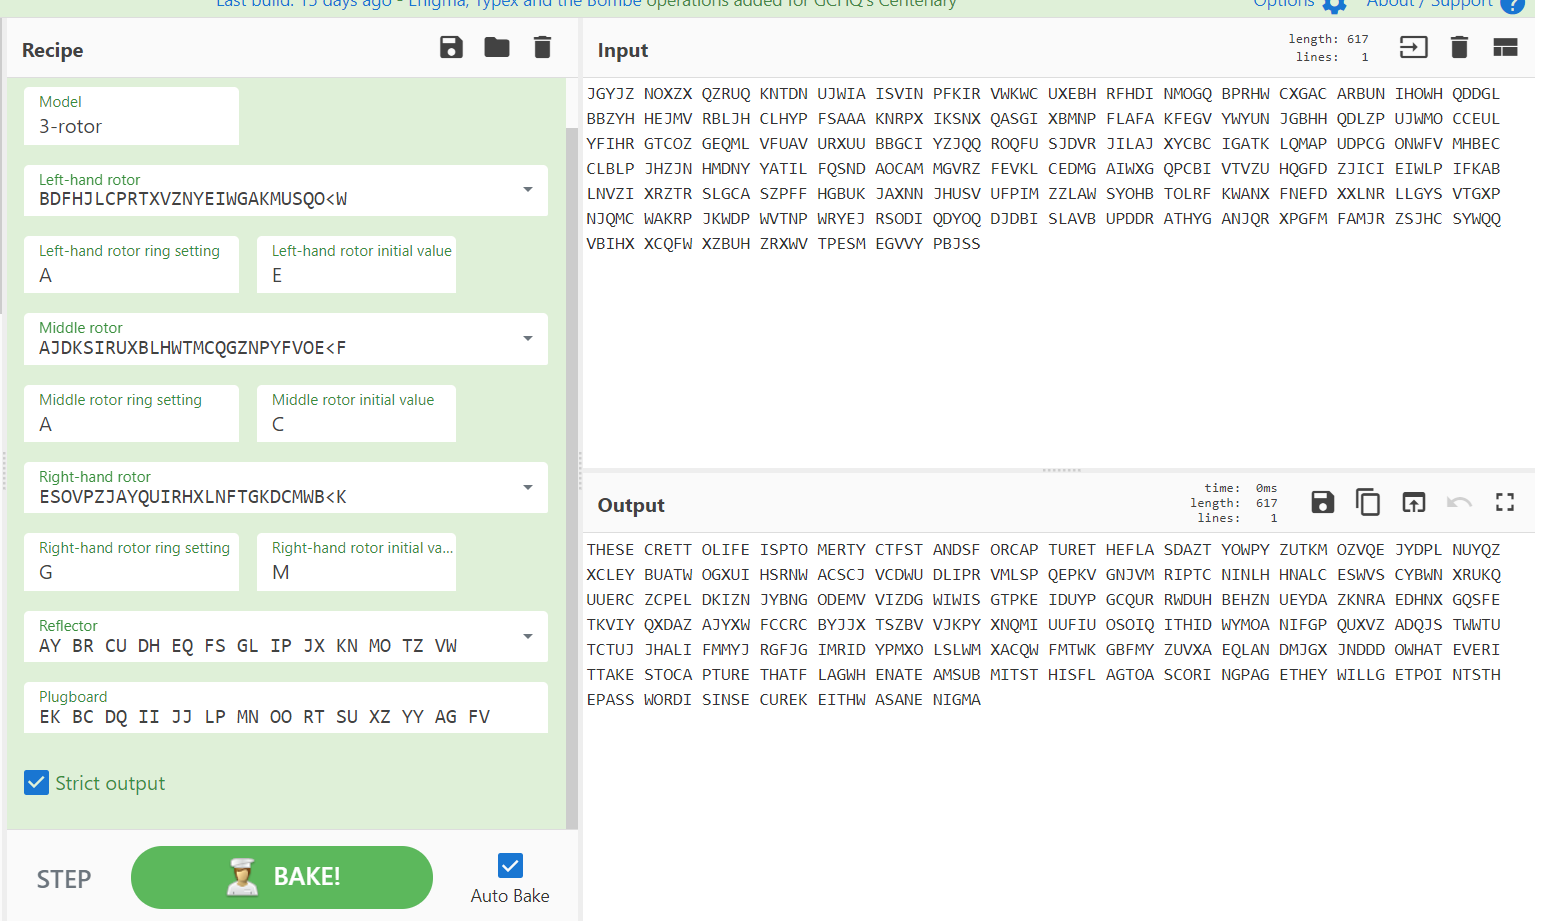 Last build: 15 days ago - Enigma, Typex and the Bombe operations added for GCHQ's Centenary
Options
About / Support
Recipe
Model
3-rotor
Left-hand rotor
BDFHJLCPRTXVZNYEIWGAKMUSQO<W
Left-hand rotor ring setting
A
Left-hand rotor initial value
E
Middle rotor
AJDKSIRUXBLHWTMCQGZNPYFVOE<F
Middle rotor ring setting
A
Middle rotor initial value
C
Right-hand rotor
ESOVPZJAYQUIRHXLNFTGKDCMWB<K
Right-hand rotor ring setting
G
Right-hand rotor initial va...
M
Reflector
AY BR CU DH EQ FS GL IP JX KN MO TZ VW
Plugboard
EK BC DQ II JJ LP MN OO RT SU XZ YY AG FV
Strict output
STEP
BAKE!
Auto Bake
Input
length: 617
lines: 1
JGYJZ NOXZX QZRUQ KNTDN UJWIA ISVIN PFKIR VWKWC UXEBH RFHDI NMOGQ BPRHW CXGAC ARBUN IHOWH QDDGL
BBZYH HEJMV RBLJH CLHYP FSAAA KNRPX IKSNX QASGI XBMNP FLAFA KFEGV YWYUN JGBHH QDLZP UJWMO CCEUL
YFIHR GTCOZ GEQML VFUAV URXUU BBGCI YZJQQ ROQFU SJDVR JILAJ XYCBC IGATK LQMAP UDPCG ONWFV MHBEC
CLBLP JHZJN HMDNY YATIL FQSND AOCAM MGVRZ FEVKL CEDMG AIWXG QPCBI VTVZU HQGFD ZJICI EIWLP IFKAB
LNVZI XRZTR SLGCA SZPFF HGBUK JAXNN JHUSV UFPIM ZZLAW SYOHB TOLRF KWANX FNEFD XXLNR LLGYS VTGXP
NJQMC WAKRP JKWDP WVTNP WRYEJ RSODI QDYOQ DJDBI SLAVB UPDDR ATHYG ANJQR XPGFM FAMJR ZSJHC SYWQQ
VBIHX XCQFW XZBUH ZRXWV TPESM EGVVY PBJSS
Output
time: 0ms
length: 617
lines: 1
THESE CRETT OLIFE ISPTO MERTY CTFST ANDSF ORCAP TURET HEFLA SDAZT YOWPY ZUTKM OZVQE JYDPL NUYQZ
XCLEY BUATW OGXUI HSRNW ACSCJ VCDWU DLIPR VMLSP QEPKV GNJVM RIPTC NINLH HNALC ESWVS CYBWN XRUKQ
UUERC ZCPEL DKIZN JYBNG ODEMV VIZDG WIWIS GTPKE IDUYP GCQUR RWDUH BEHZN UEYDA ZKNRA EDHNX GQSFE
TKVIY QXDAZ AJYXW FCCRC BYJJX TSZBV VJKPY XNQMI UUFIU OSOIQ ITHID WYMOA NIFGP QUXVZ ADQJS TWWTU
TCTUJ JHALI FMMYJ RGFJG IMRID YPMXO LSLWM XACQW FMTWK GBFMY ZUVXA EQLAN DMJGX JNDDD OWHAT EVERI
TTAKE STOCA PTURE THATF LAGWH ENATE AMSUB MITST HISFL AGTOA SCORI NGPAG ETHEY WILLG ETPOI NTSTH
EPASS WORDI SINSE CUREK EITHW ASANE NIGMA